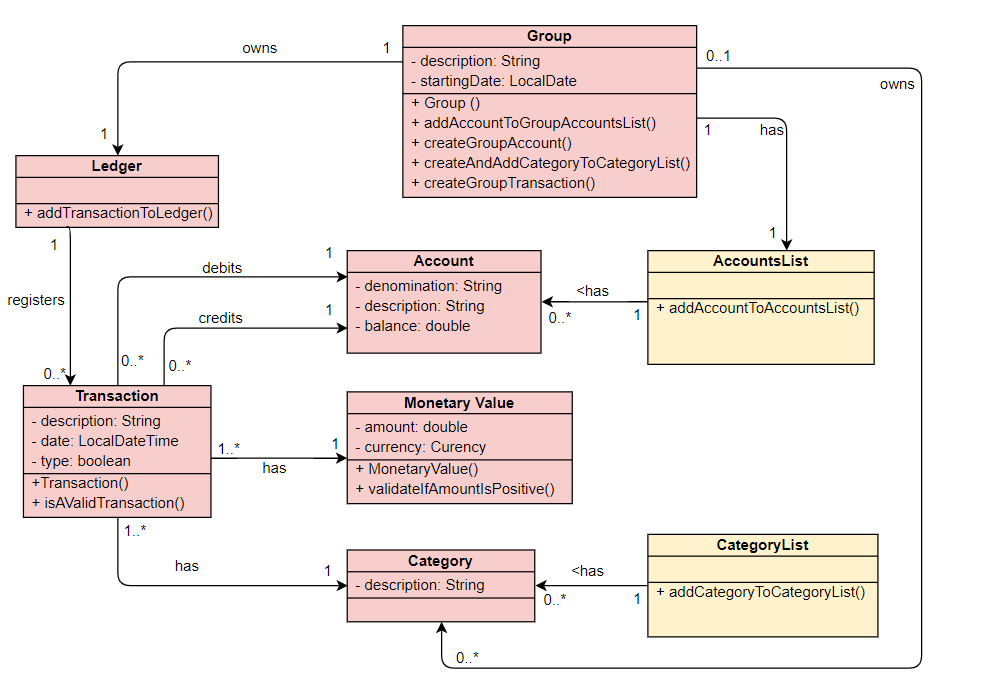 Group
- description: String
- startingDate: LocalDate
+ Group ()
+ addAccountToGroupAccountsList()
+ createGroupAccount()
+ createAndAddCategoryToCategoryList()
+ createGroupTransaction()
owns
1
1
0..1
owns
1
has
1
Ledger
+ addTransactionToLedger()
1
registers
0..*
debits
1
0..*
credits
1
0..*
Account
- denomination: String
- description: String
- balance: double
<has
0..*
1
AccountsList
+ addAccountToAccountsList()
Transaction
- description: String
- date: LocalDateTime
- type: boolean
+Transaction()
+ isAValidTransaction()
1..*
has
1
Monetary Value
- amount: double
- currency: Curency
+ MonetaryValue()
+ validateIfAmountIsPositive()
1..*
has
1
Category
- description: String
<has
0..*
1
CategoryList
+ addCategoryToCategoryList()
0..*